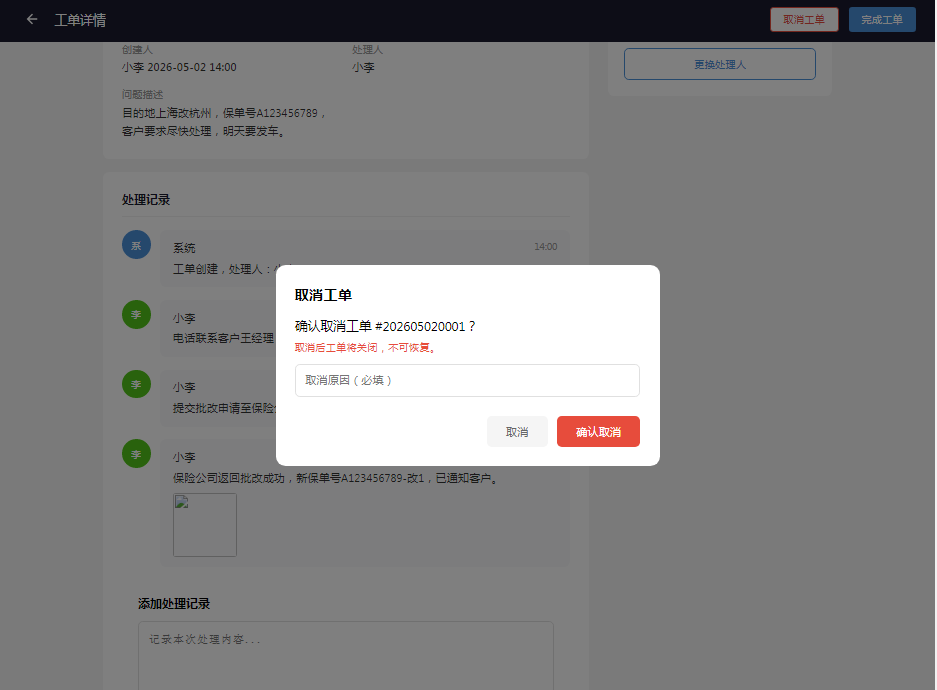 工单详情
取消工单
完成工单
创建人
处理人
小李 2026-05-02 14:00
小李
更换处理人
问题描述
目的地上海改杭州，保单号A123456789，
客户要求尽快处理，明天要发车。
处理记录
系
系统
14:00
工单创建，处理人：
李
小李
电话联系客户王经理
李
小李
提交批改申请至保险
李
小李
保险公司返回批改成功，新保单号A123456789-改1，已通知客户。
取消工单
确认取消工单 #202605020001？
取消后工单将关闭，不可恢复。
取消原因（必填）
取消
确认取消
添加处理记录
记录本次处理内容...